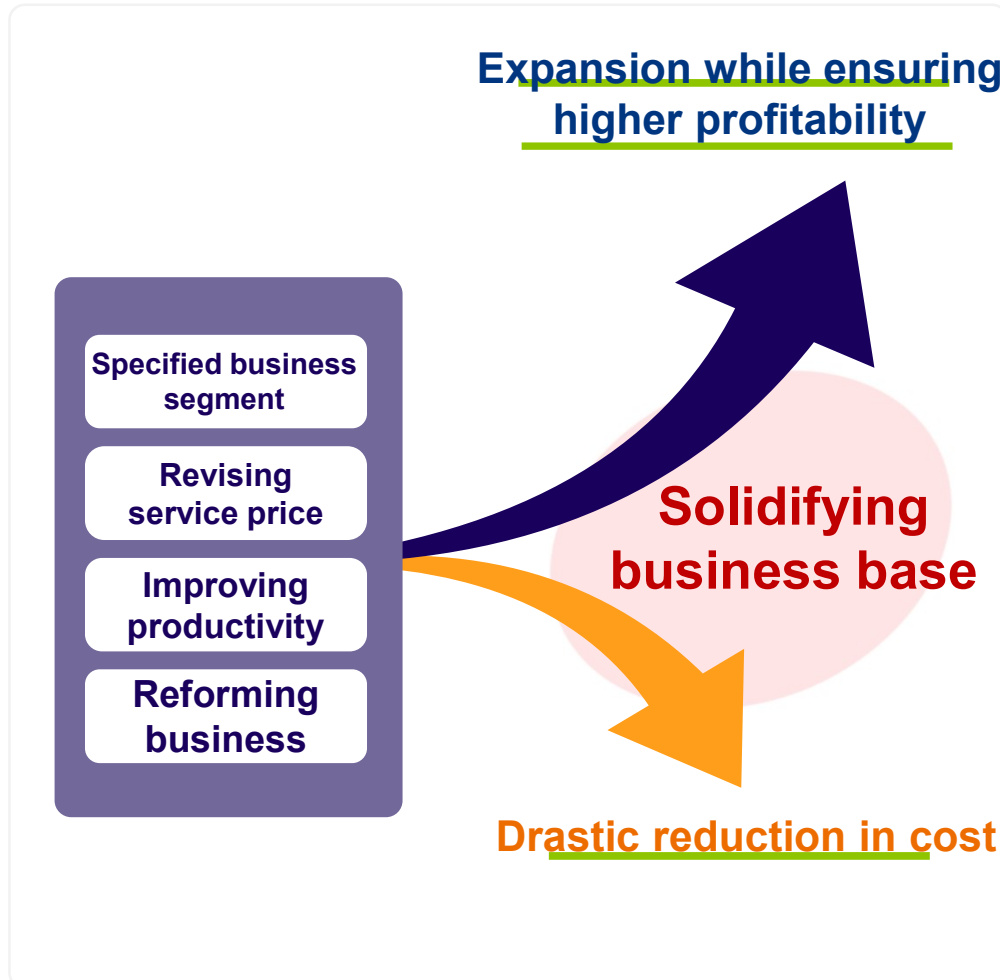 Expansion while ensuring
higher profitability
Specified business
segment
Revising
service price
Improving
productivity
Reforming
business
Solidifying
business base
Drastic reduction in cost